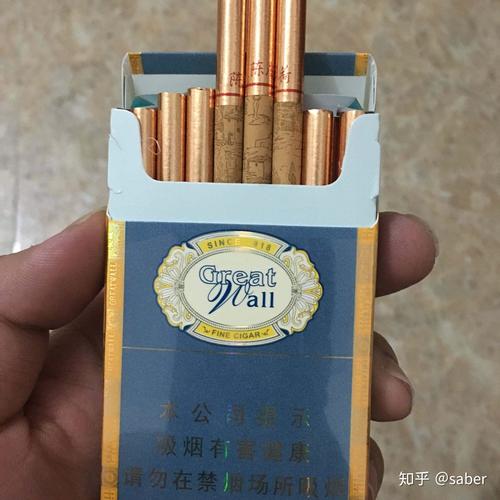 SINCE 918
Great
Wall
FINE CIGAR
本公司提示
吸烟有害健康
请勿在禁烟场所吸烟
知乎 @saber